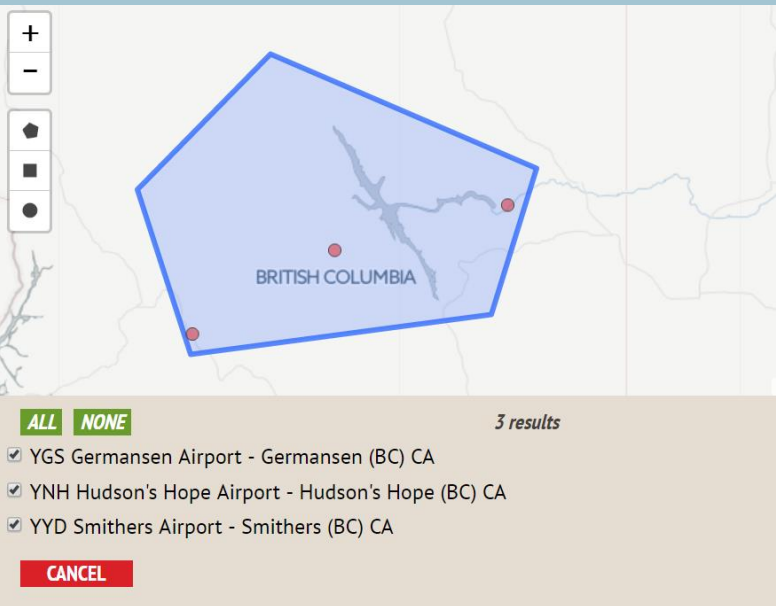 +
−
BRITISH COLUMBIA
ALL NONE 3 results
YGS Germansen Airport - Germansen (BC) CA
YNH Hudson's Hope Airport - Hudson's Hope (BC) CA
YYD Smithers Airport - Smithers (BC) CA
CANCEL